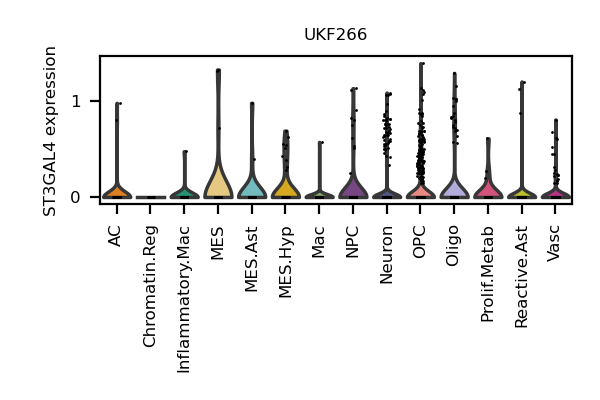 UKF266
ST3GAL4 expression
1
0
AC
Chromatin.Reg
Inflammatory.Mac
MES
MES.Ast
MES.Hyp
Mac
NPC
Neuron
OPC
Oligo
Prolif.Metab
Reactive.Ast
Vasc